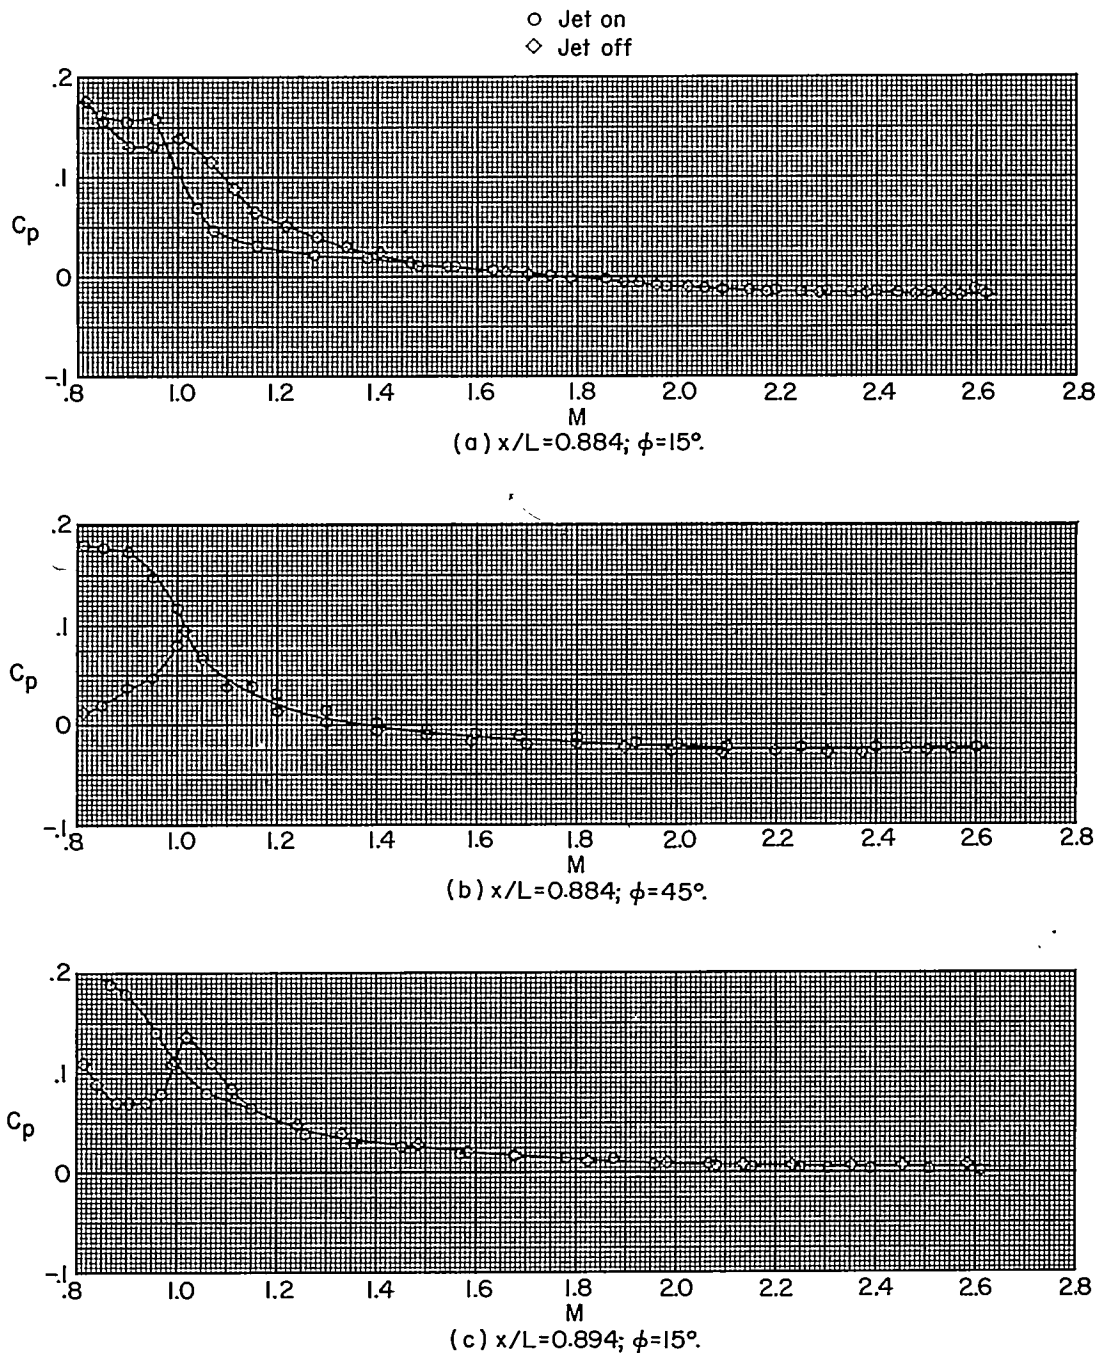 Jet on
Jet off
.2
.1
Cp
0
-.1
.8 1.0 1.2 1.4 1.6 1.8 2.0 2.2 2.4 2.6 2.8
M
(a) x/L=0.884; ϕ=15°.
.2
.1
Cp
0
-.1
.8 1.0 1.2 1.4 1.6 1.8 2.0 2.2 2.4 2.6 2.8
M
(b) x/L=0.884; ϕ=45°.
.2
.1
Cp
0
-.1
.8 1.0 1.2 1.4 1.6 1.8 2.0 2.2 2.4 2.6 2.8
M
(c) x/L=0.894; ϕ=15°.